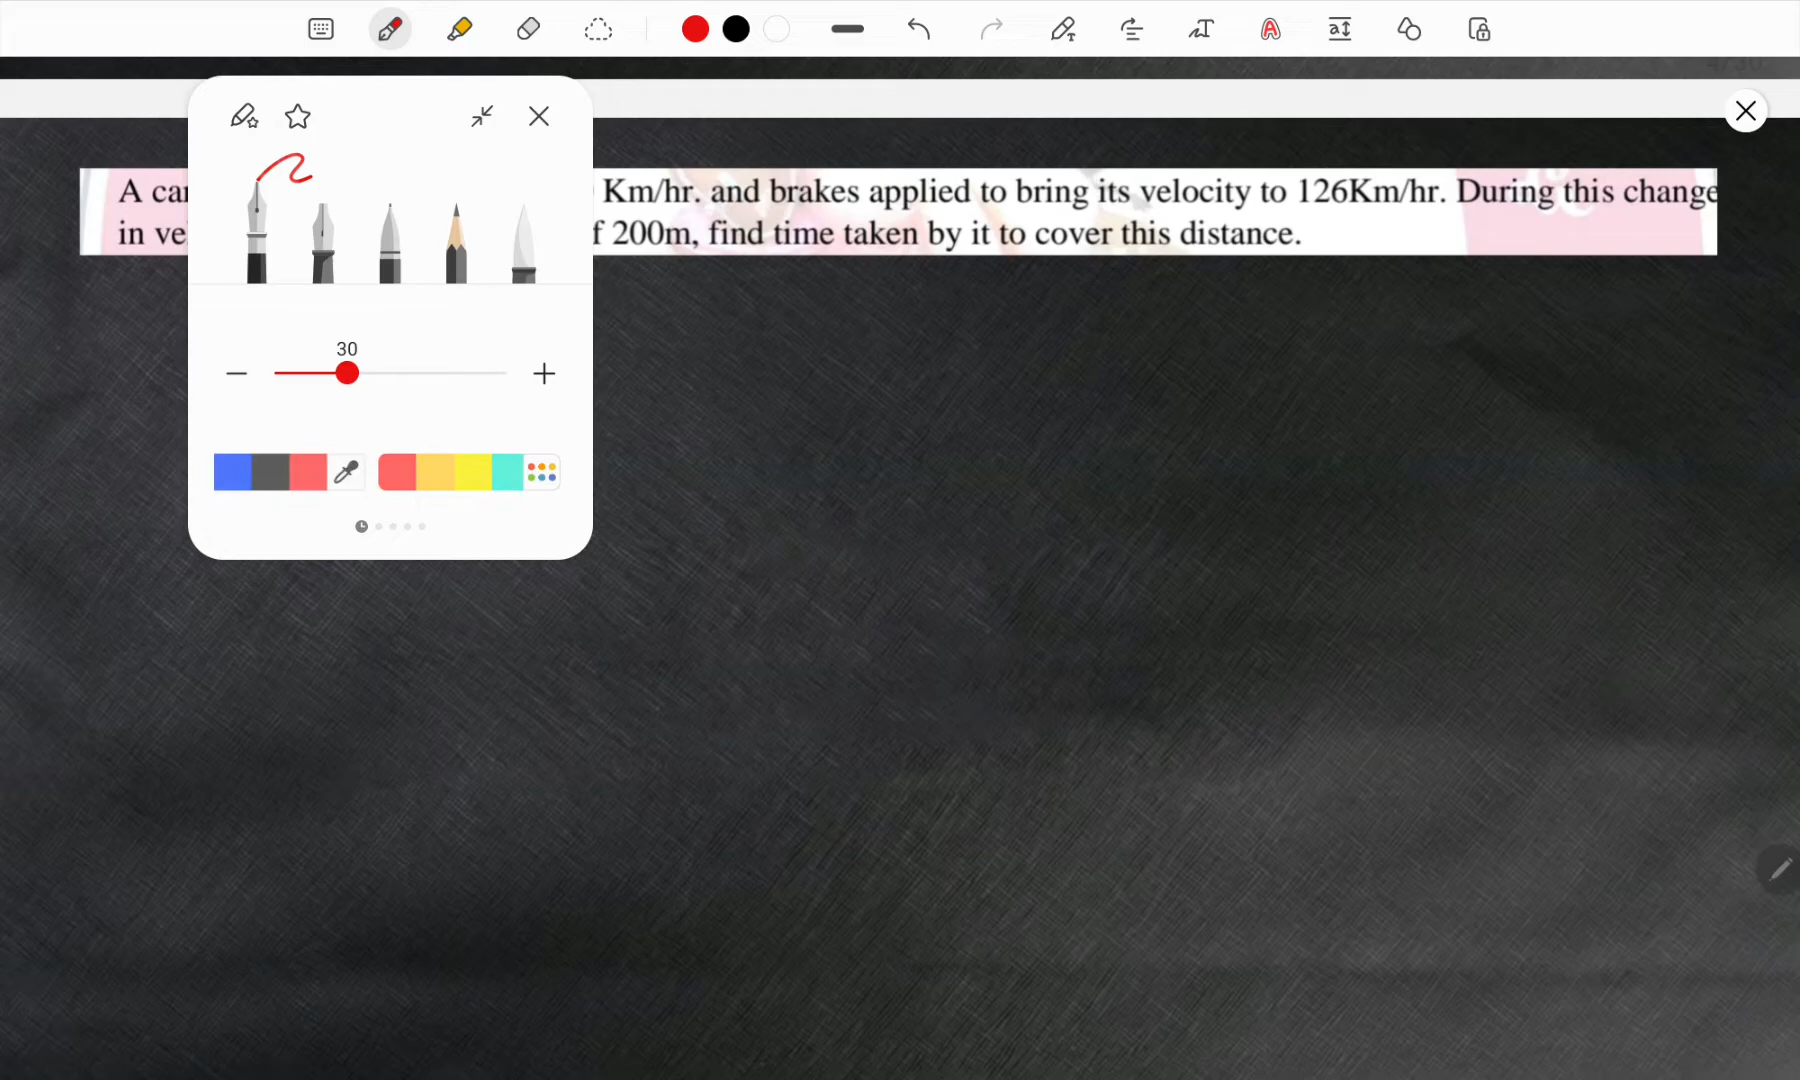 A car Km/hr. and brakes applied to bring its velocity to 126Km/hr. During this change
in ve f 200m, find time taken by it to cover this distance.
30